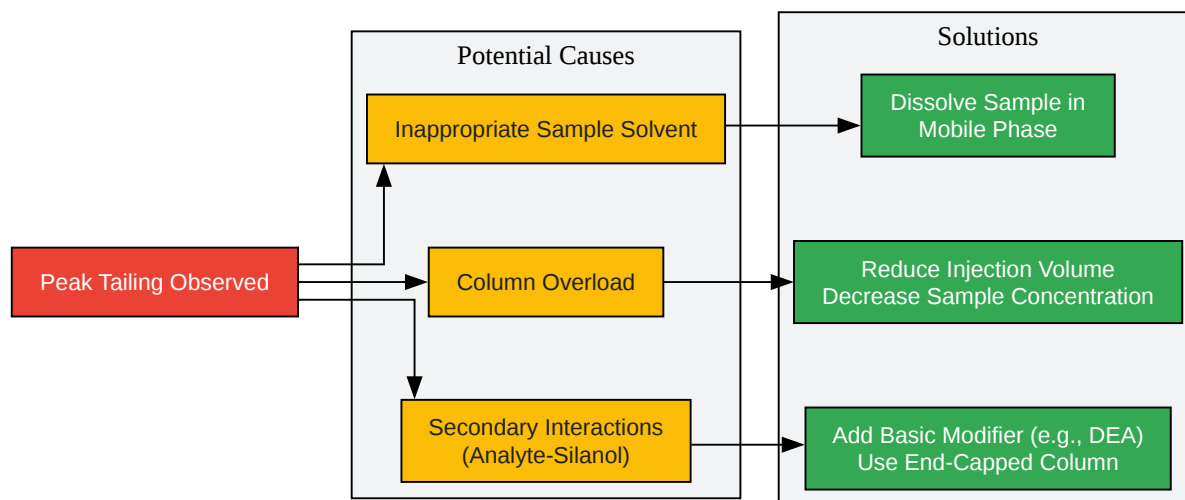 Potential Causes
Solutions
Inappropriate Sample Solvent
Dissolve Sample in
Mobile Phase
Peak Tailing Observed
Column Overload
Reduce Injection Volume
Decrease Sample Concentration
Secondary Interactions
(Analyte-Silanol)
Add Basic Modifier (e.g., DEA)
Use End-Capped Column